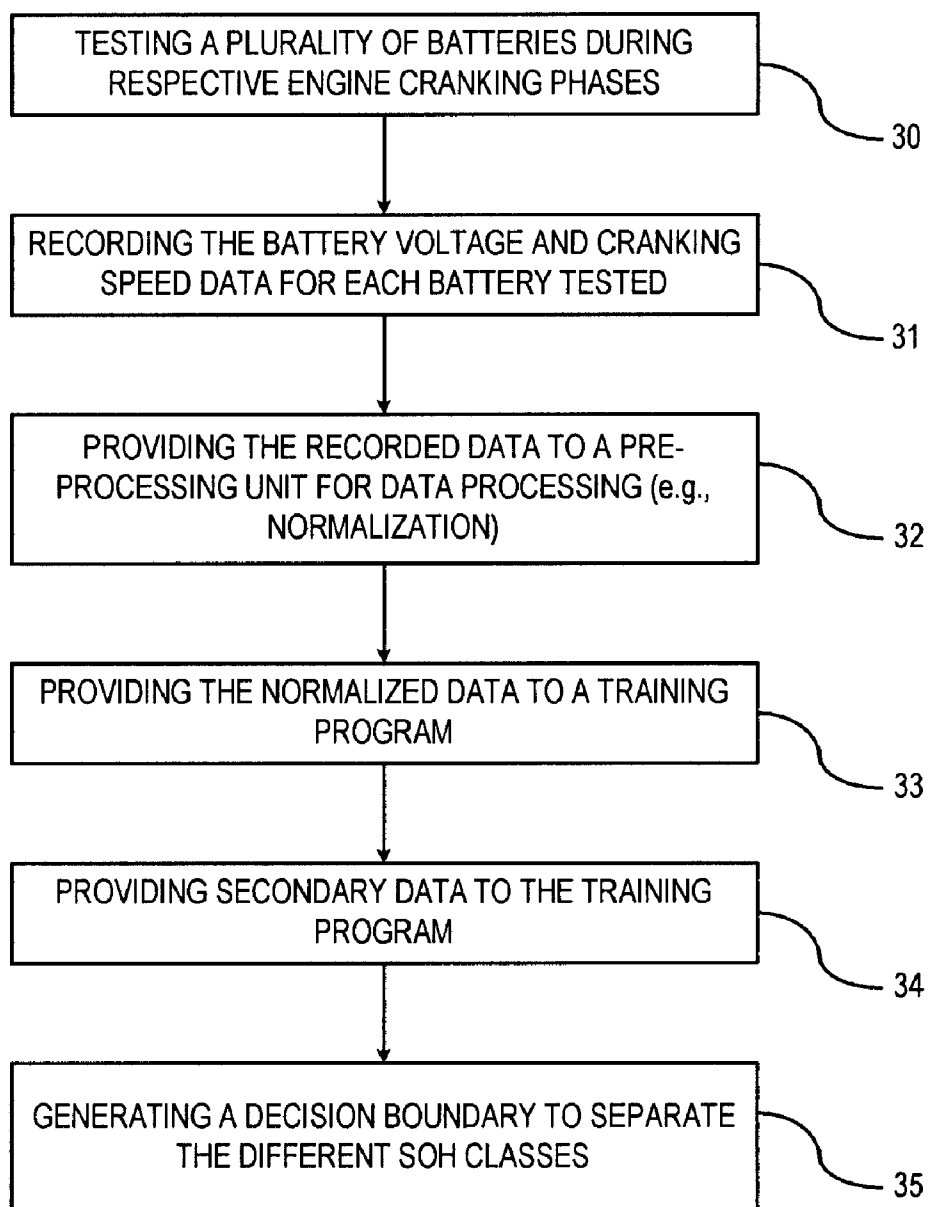 TESTING A PLURALITY OF BATTERIES DURING
RESPECTIVE ENGINE CRANKING PHASES
30
RECORDING THE BATTERY VOLTAGE AND CRANKING
SPEED DATA FOR EACH BATTERY TESTED
31
PROVIDING THE RECORDED DATA TO A PRE-
PROCESSING UNIT FOR DATA PROCESSING (e.g.,
NORMALIZATION)
32
PROVIDING THE NORMALIZED DATA TO A TRAINING
PROGRAM
33
PROVIDING SECONDARY DATA TO THE TRAINING
PROGRAM
34
GENERATING A DECISION BOUNDARY TO SEPARATE
THE DIFFERENT SOH CLASSES
35